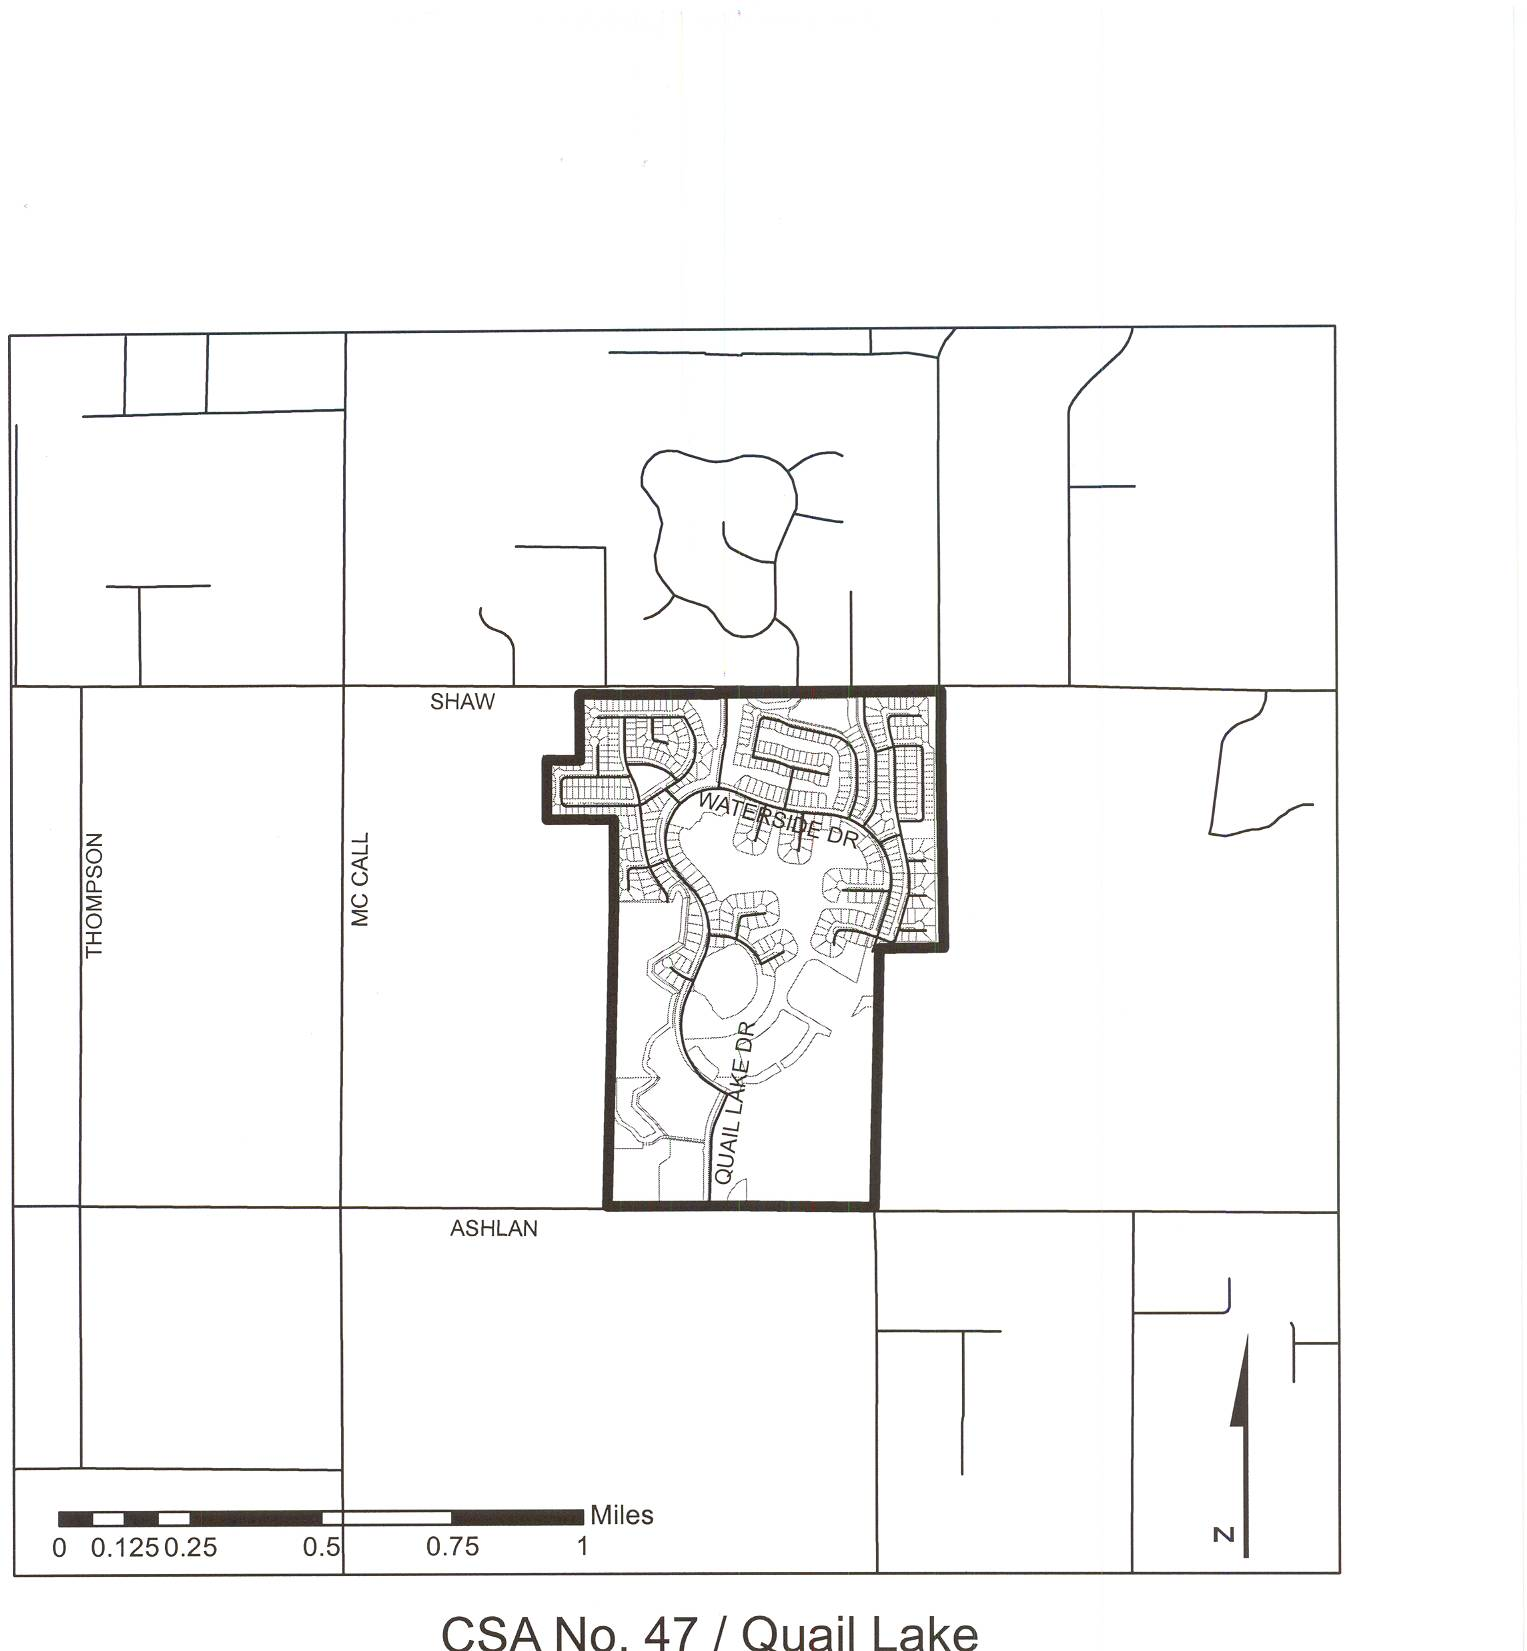 SHAW
THOMPSON
MC CALL
WATERSIDE DR
QUAIL LAKE DR
ASHLAN
Miles
0 0.125 0.25 0.5 0.75 1
N
CSA No. 47 / Quail Lake